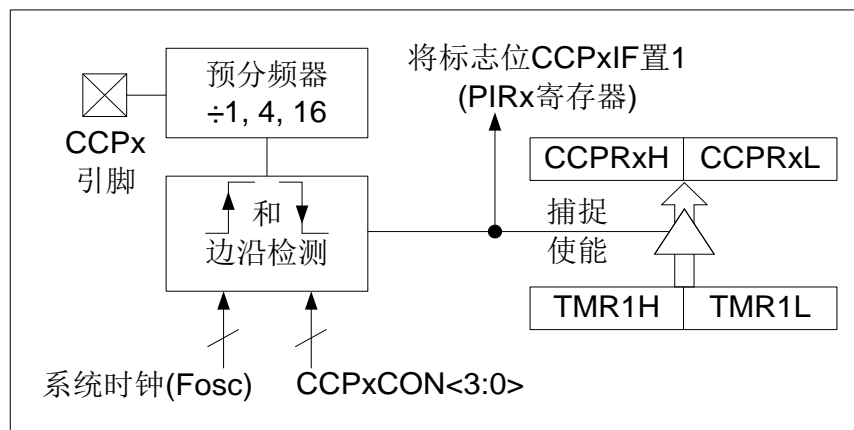 预分频器
÷1, 4, 16
CCPx
引脚
将标志位CCPxIF置1
(PIRx寄存器)
CCPRxH
CCPRxL
和
边沿检测
捕捉
使能
TMR1H
TMR1L
系统时钟(Fosc)
CCPxCON<3:0>